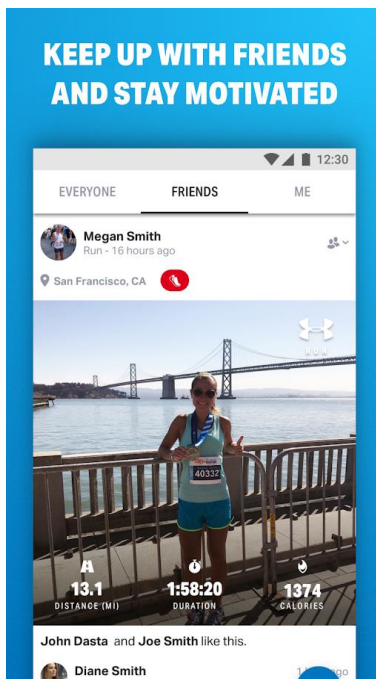 KEEP UP WITH FRIENDS
AND STAY MOTIVATED
12:30
EVERYONE FRIENDS ME
Megan Smith
Run - 16 hours ago
San Francisco, CA
RUN
40332
13.1 1:58:20 1374
DISTANCE (MI) DURATION CALORIES
John Dasta and Joe Smith like this.
Diane Smith
ago